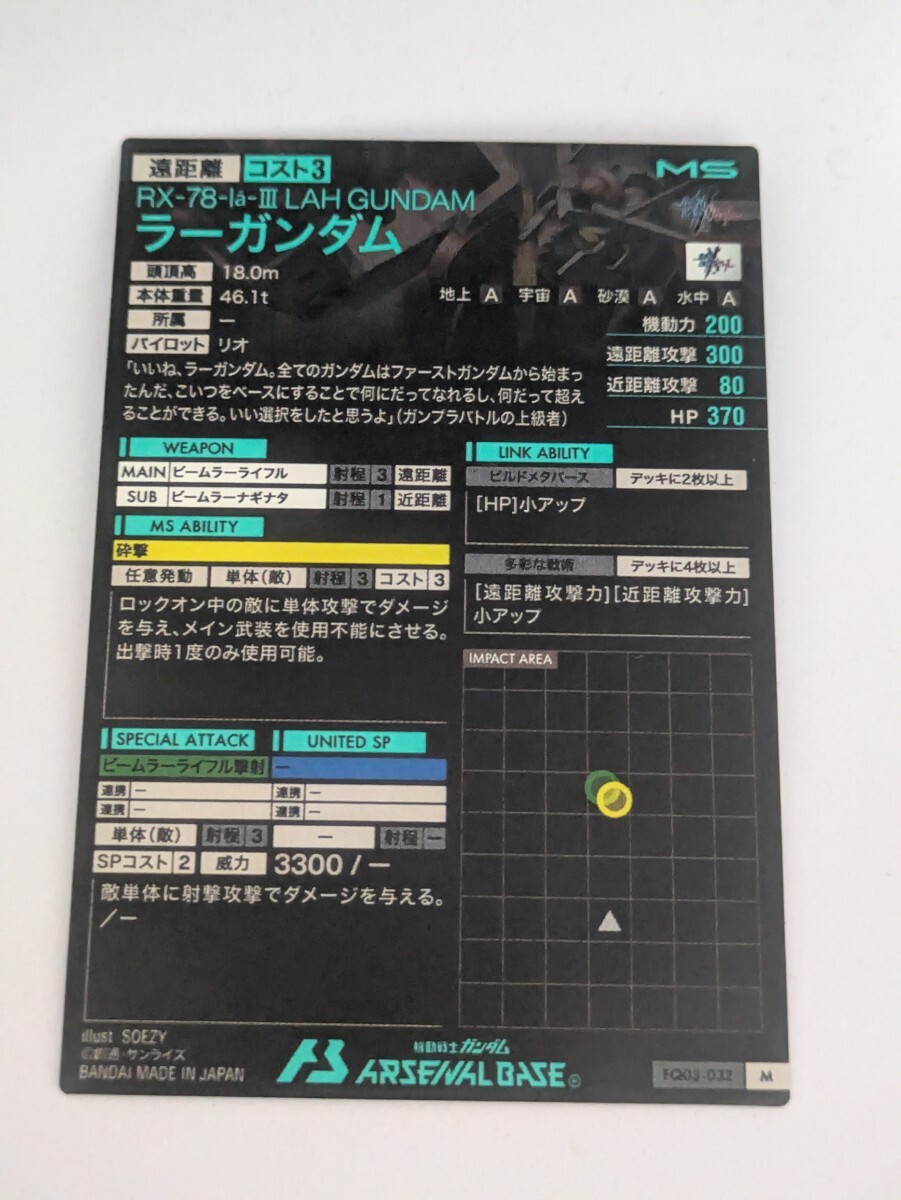 遠距離 コスト3 MS
RX-78-lā-Ⅲ LAH GUNDAM
ラーガンダム
頭頂高 18.0m
本体重量 46.1t
所属 ー
パイロット リオ
地上 A 宇宙 A 砂漠 A 水中 A
機動力 200
遠距離攻撃 300
近距離攻撃 80
HP 370
「いいね、ラーガンダム。全てのガンダムはファーストガンダムから始まっ
たんだ、こいつをベースにすることで何にだってなれるし、何だって超え
ることができる。いい選択をしたと思うよ」(ガンプラバトルの上級者)
WEAPON
MAIN ビームラーライフル 射程 3 遠距離
SUB ビームラーナギナタ 射程 1 近距離
MS ABILITY
砕撃
任意発動 単体(敵) 射程 3 コスト 3
ロックオン中の敵に単体攻撃でダメージ
を与え、メイン武装を使用不能にさせる。
出撃時1度のみ使用可能。
LINK ABILITY
ビルドメタバース デッキに2枚以上
[HP]小アップ
多彩な戦術 デッキに4枚以上
[遠距離攻撃力][近距離攻撃力]
小アップ
IMPACT AREA
SPECIAL ATTACK UNITED SP
ビームラーライフル撃射 ー
連携 ー 連携 ー
連携 ー 連携 ー
単体(敵) 射程 3 ー 射程 ー
SPコスト 2 威力 3300/ー
敵単体に射撃攻撃でダメージを与える。
/ー
illust SOEZY
©創通・サンライズ
BANDAI MADE IN JAPAN
機動戦士ガンダム
AB ARSENAL BASE
FQ03-032 M